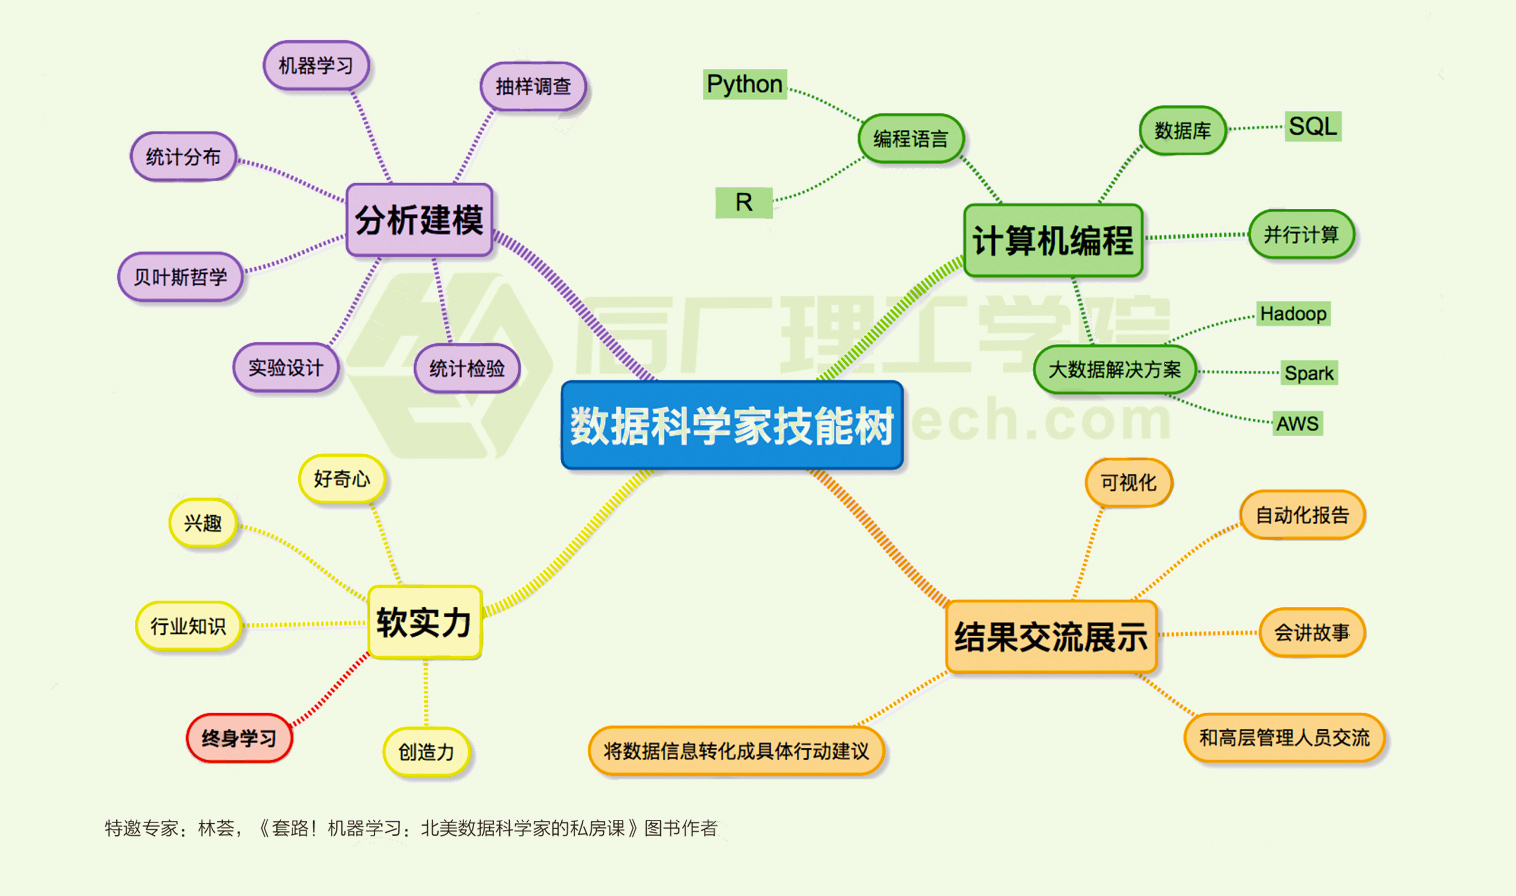 机器学习
抽样调查
统计分布
分析建模
贝叶斯哲学
实验设计
统计检验
Python
编程语言
R
数据库
SQL
计算机编程
并行计算
Hadoop
大数据解决方案
Spark
AWS
理工学院
ech.com
数据科学家技能树
好奇心
兴趣
软实力
行业知识
终身学习
创造力
可视化
自动化报告
结果交流展示
会讲故事
将数据信息转化成具体行动建议
和高层管理人员交流
特邀专家：林荟，《套路！机器学习：北美数据科学家的私房课》图书作者